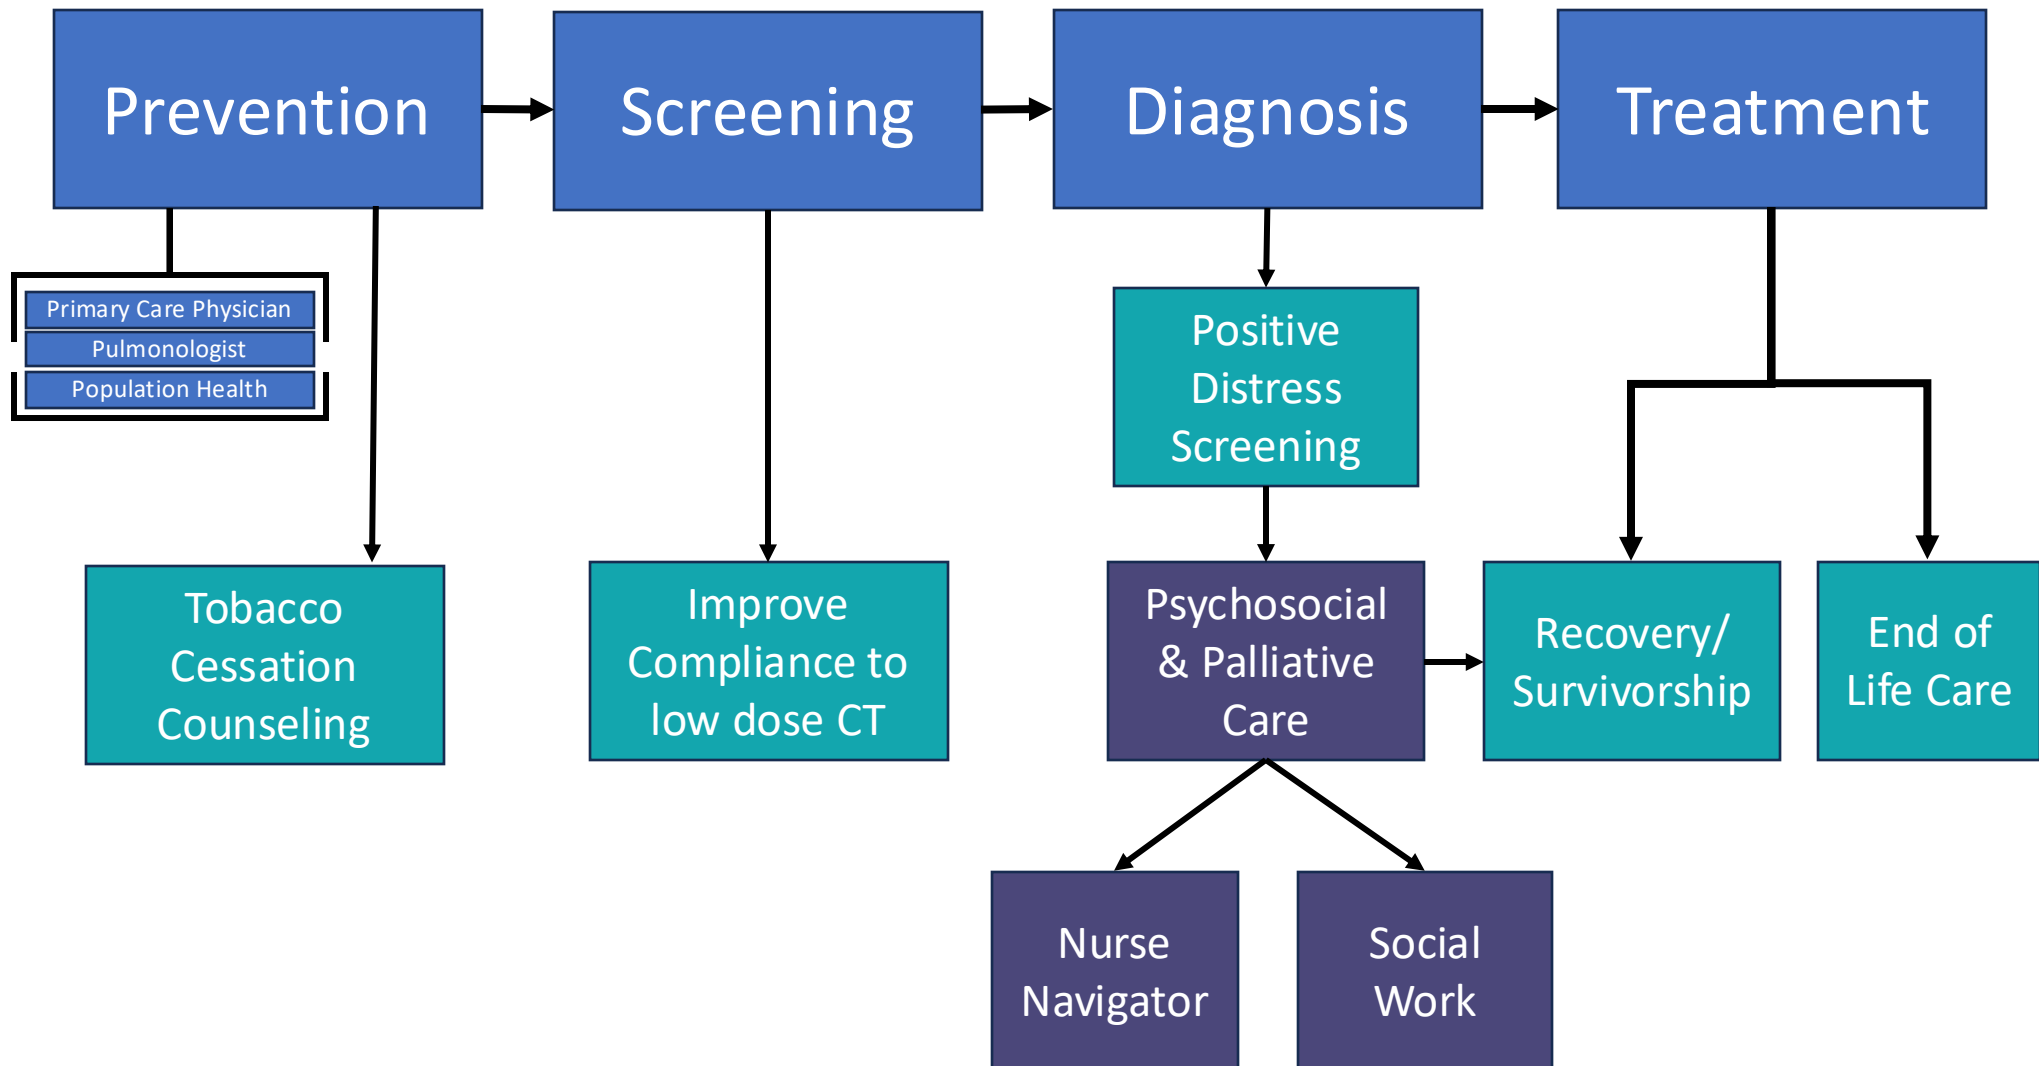 Prevention
Screening
Diagnosis
Treatment
Primary Care Physician
Pulmonologist
Population Health
Positive
Distress
Screening
Tobacco
Cessation
Counseling
Improve
Compliance to
low dose CT
Psychosocial
& Palliative
Care
Recovery/
Survivorship
End of
Life Care
Nurse
Navigator
Social
Work